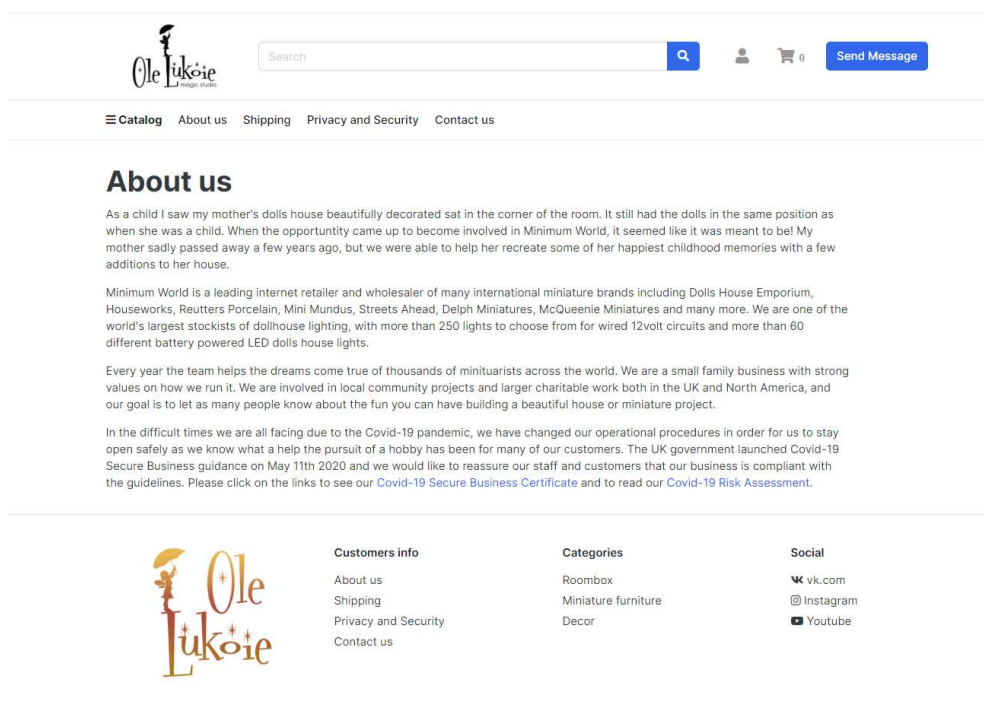 Ole Lukoie
magic studio
Search
0
Send Message
Catalog
About us
Shipping
Privacy and Security
Contact us
About us
As a child I saw my mother's dolls house beautifully decorated sat in the corner of the room. It still had the dolls in the same position as
when she was a child. When the opportuntity came up to become involved in Minimum World, it seemed like it was meant to be! My
mother sadly passed away a few years ago, but we were able to help her recreate some of her happiest childhood memories with a few
additions to her house.
Minimum World is a leading internet retailer and wholesaler of many international miniature brands including Dolls House Emporium,
Houseworks, Reutters Porcelain, Mini Mundus, Streets Ahead, Delph Miniatures, McQueenie Miniatures and many more. We are one of the
world's largest stockists of dollhouse lighting, with more than 250 lights to choose from for wired 12volt circuits and more than 60
different battery powered LED dolls house lights.
Every year the team helps the dreams come true of thousands of minituarists across the world. We are a small family business with strong
values on how we run it. We are involved in local community projects and larger charitable work both in the UK and North America, and
our goal is to let as many people know about the fun you can have building a beautiful house or miniature project.
In the difficult times we are all facing due to the Covid-19 pandemic, we have changed our operational procedures in order for us to stay
open safely as we know what a help the pursuit of a hobby has been for many of our customers. The UK government launched Covid-19
Secure Business guidance on May 11th 2020 and we would like to reassure our staff and customers that our business is compliant with
the guidelines. Please click on the links to see our Covid-19 Secure Business Certificate and to read our Covid-19 Risk Assessment.
Ole
Lukoie
Customers info
About us
Shipping
Privacy and Security
Contact us
Categories
Roombox
Miniature furniture
Decor
Social
vk.com
Instagram
Youtube